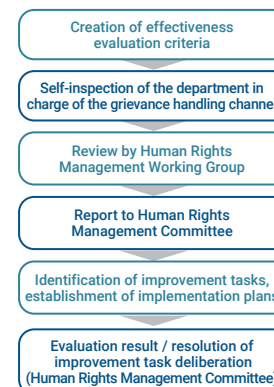 Creation of effectiveness
evaluation criteria
Self-inspection of the department in
charge of the grievance handling channel
Review by Human Rights
Management Working Group
Report to Human Rights
Management Committee
Identification of improvement tasks,
establishment of implementation plans
Evaluation result / resolution of
improvement task deliberation
(Human Rights Management Committee)